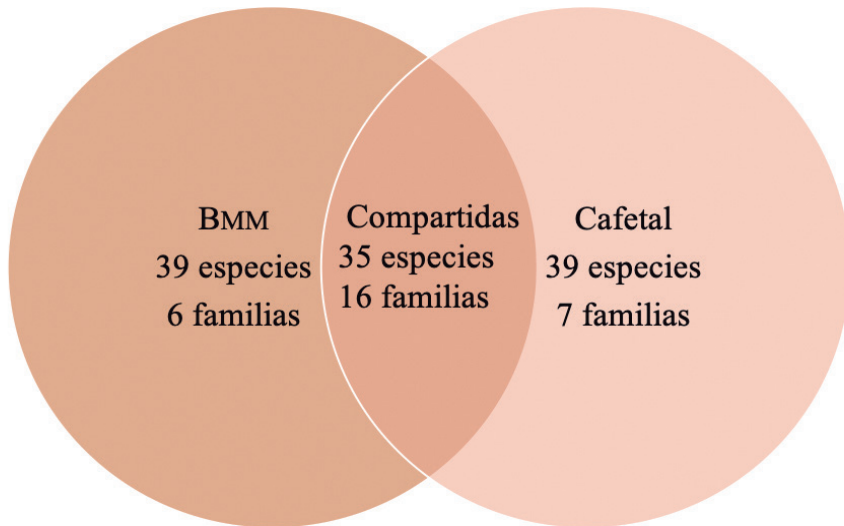 BMM
39 especies
6 familias
Compartidas
35 especies
16 familias
Cafetal
39 especies
7 familias